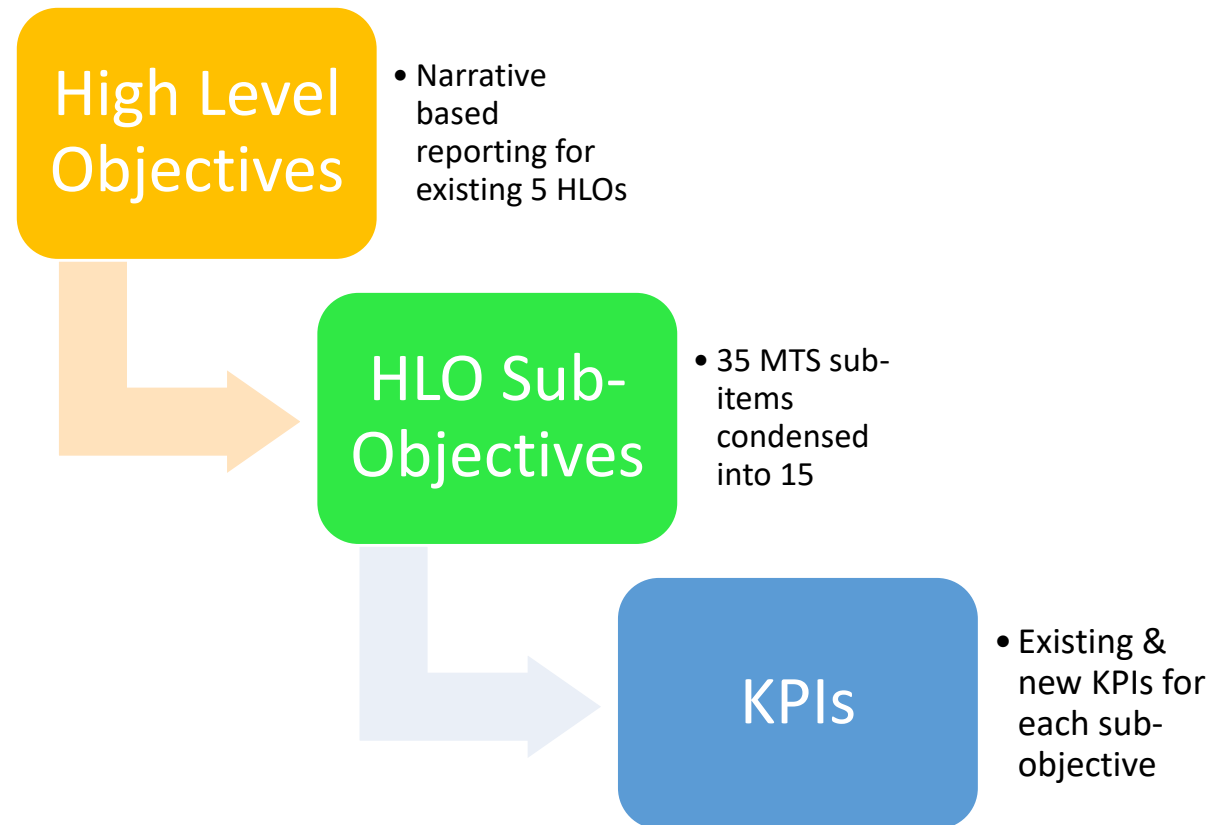 High Level
Objectives
• Narrative
based
reporting for
existing 5 HLOs
HLO Sub-
Objectives
• 35 MTS sub-
items
condensed
into 15
KPIs
• Existing &
new KPIs for
each sub-
objective